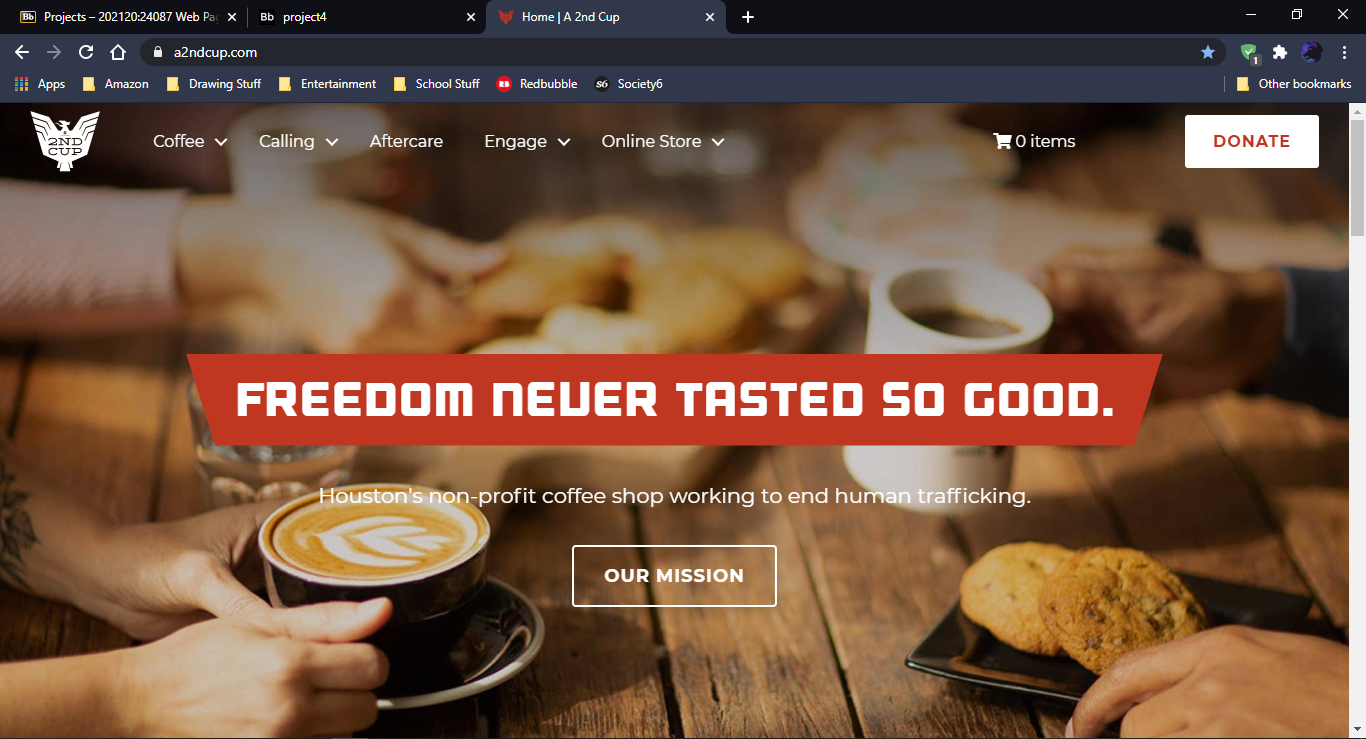 Bb Projects – 202120:24087 Web Pa
Bb project4
Home | A 2nd Cup
a2ndcup.com
1
Apps Amazon Drawing Stuff Entertainment School Stuff Redbubble S6 Society6 Other bookmarks
2ND
CUP
Coffee Calling Aftercare Engage Online Store 0 items DONATE
FREEDOM NEVER TASTED SO GOOD.
Houston's non-profit coffee shop working to end human trafficking.
OUR MISSION